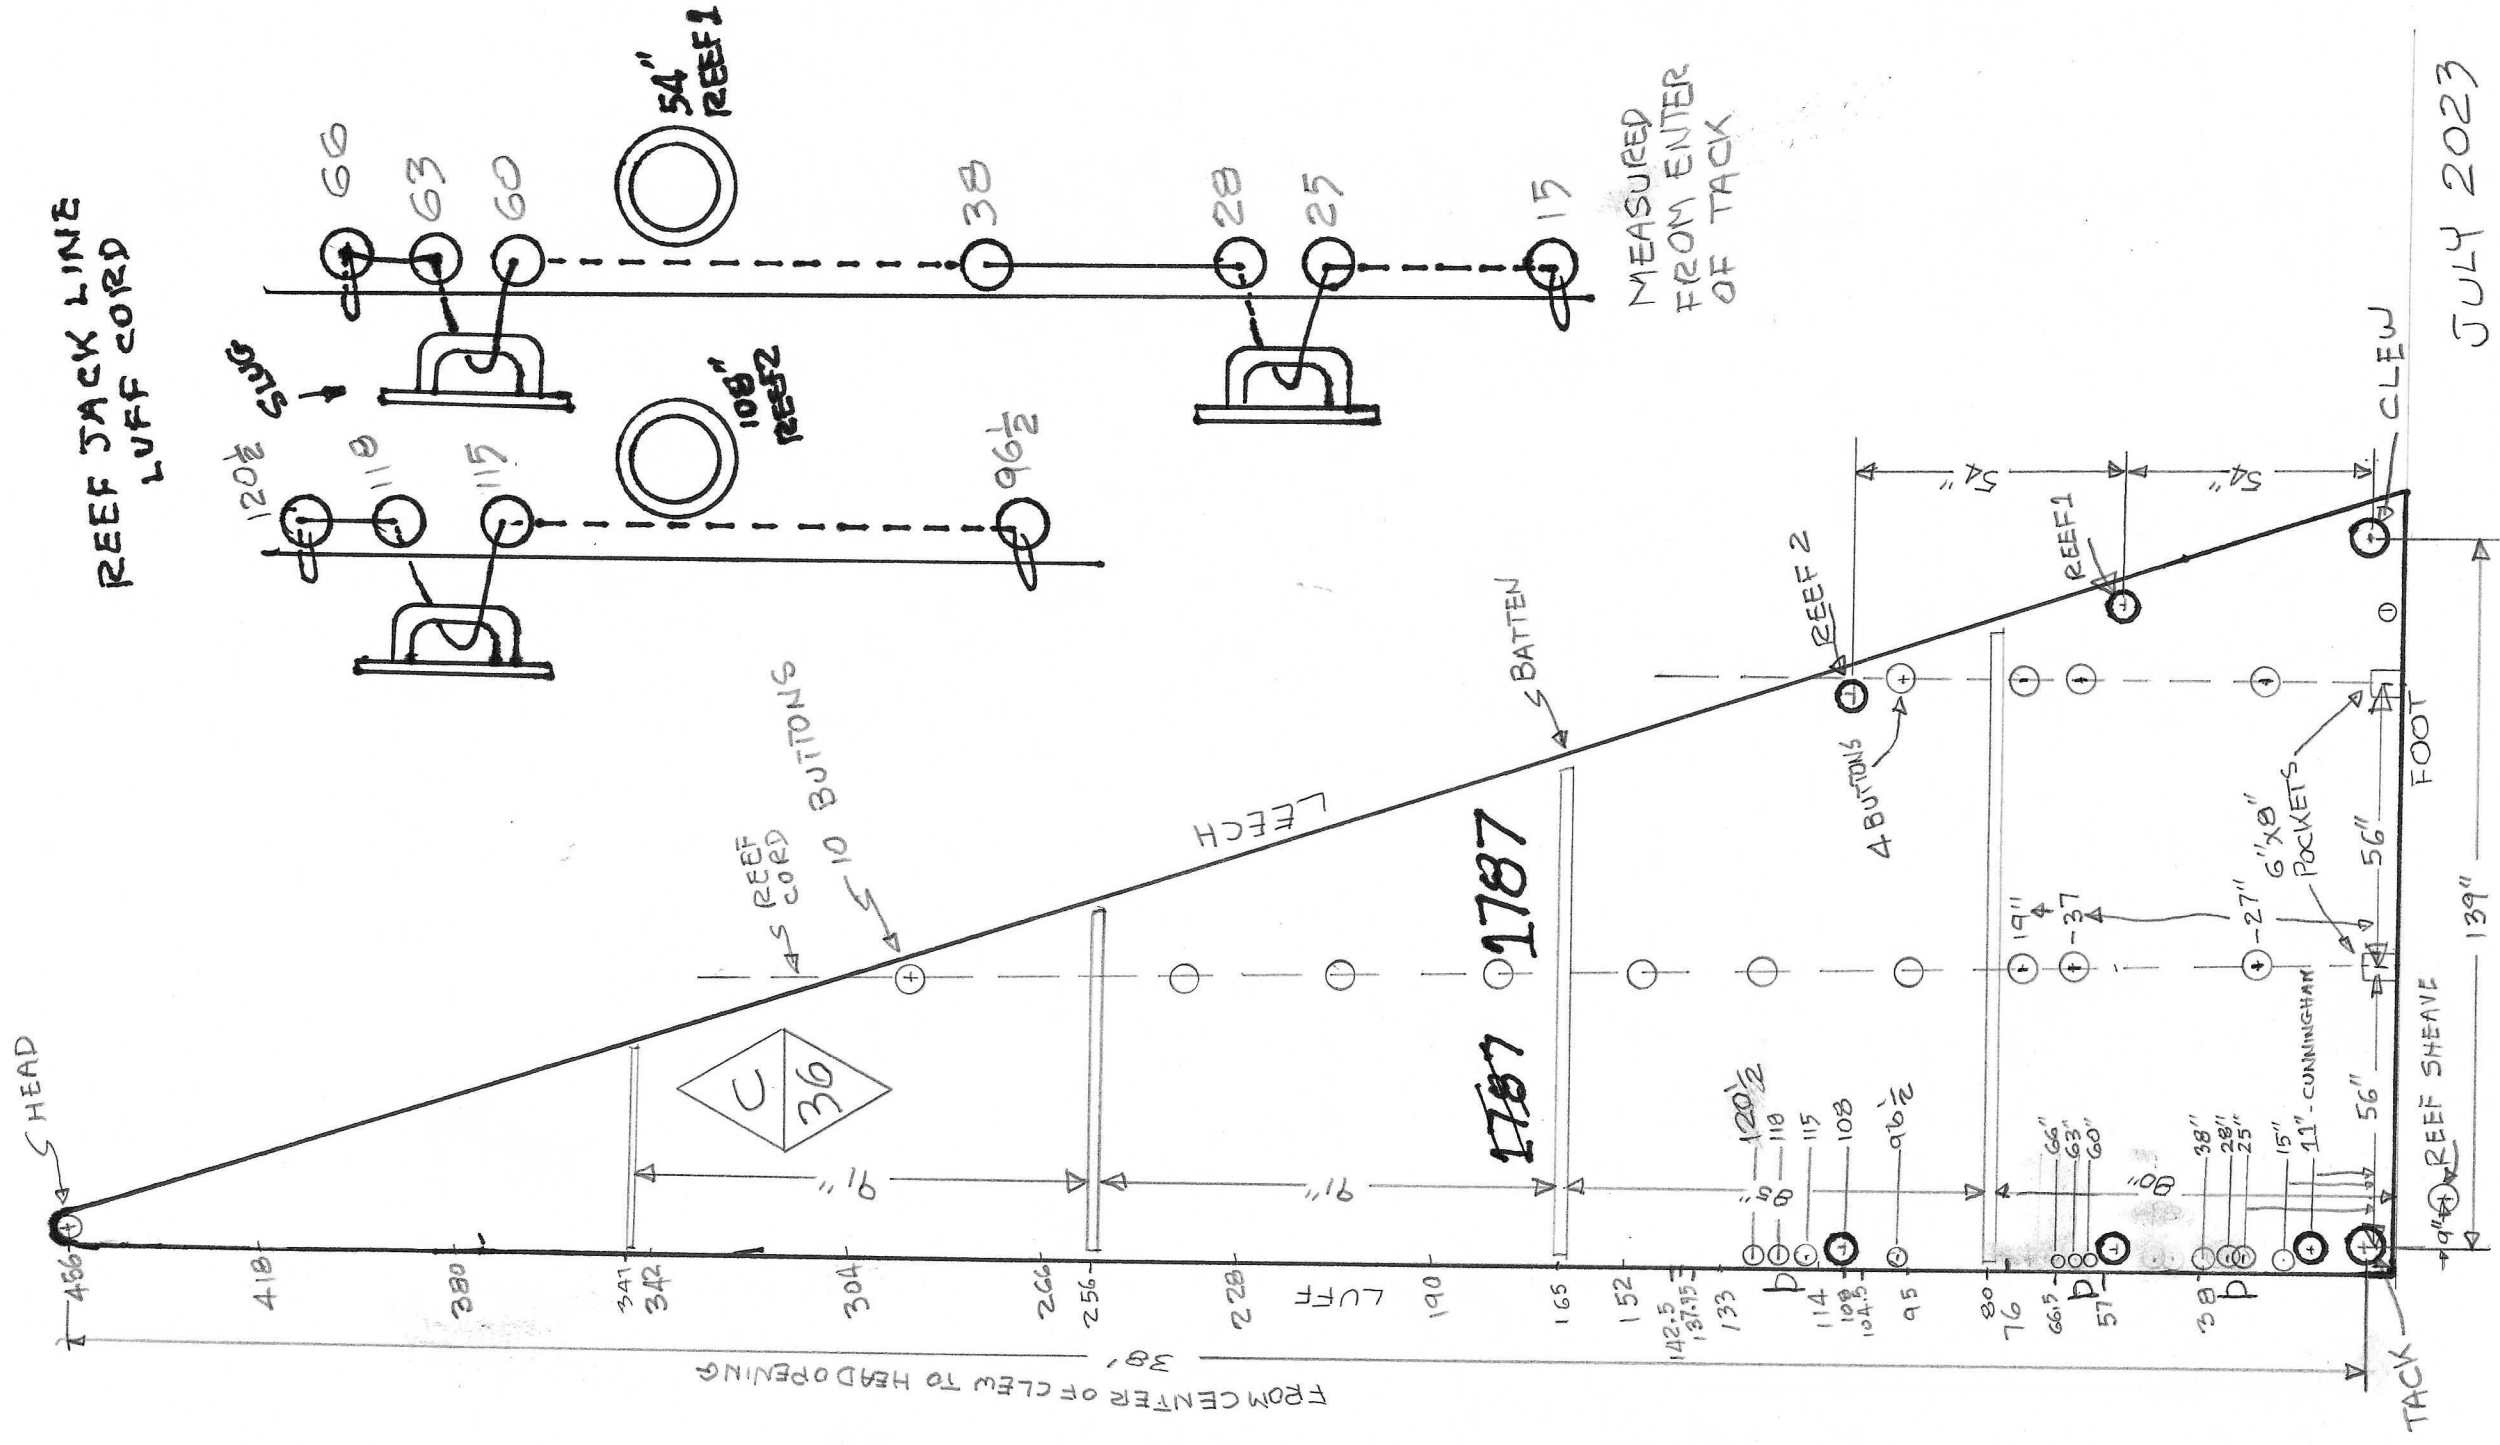 REEF JACK LINE
LUFF CORD
SLUG
120½
118
115
108"
REEF2
96½
66
63
60
54"
REEF 1
38
28
25
15
MEASURED
FROM ENTER
OF TACK
HEAD
REEF
CORD
10 BUTTONS
LEECH
BATTEN
REEF 2
4 BUTTONS
REEF1
54"
54"
CLEW
C
36
91"
91"
1787
1787
120½
118
115
108
96½
66"
63"
60"
38"
28"
25"
15"
11"-CUNNINGHAM
90"
19"
37
27"
6"X8"
POCKETS
56"
56"
FOOT
139"
9"
REEF SHEAVE
456
418
380
347
342
304
266
256
228
LUFF
190
165
152
142.5
137.75
133
114
108
104.5
95
80
76
66.5
57
38
TACK
38'
FROM CENTER OF CLEW TO HEAD OPENING
JULY 2023